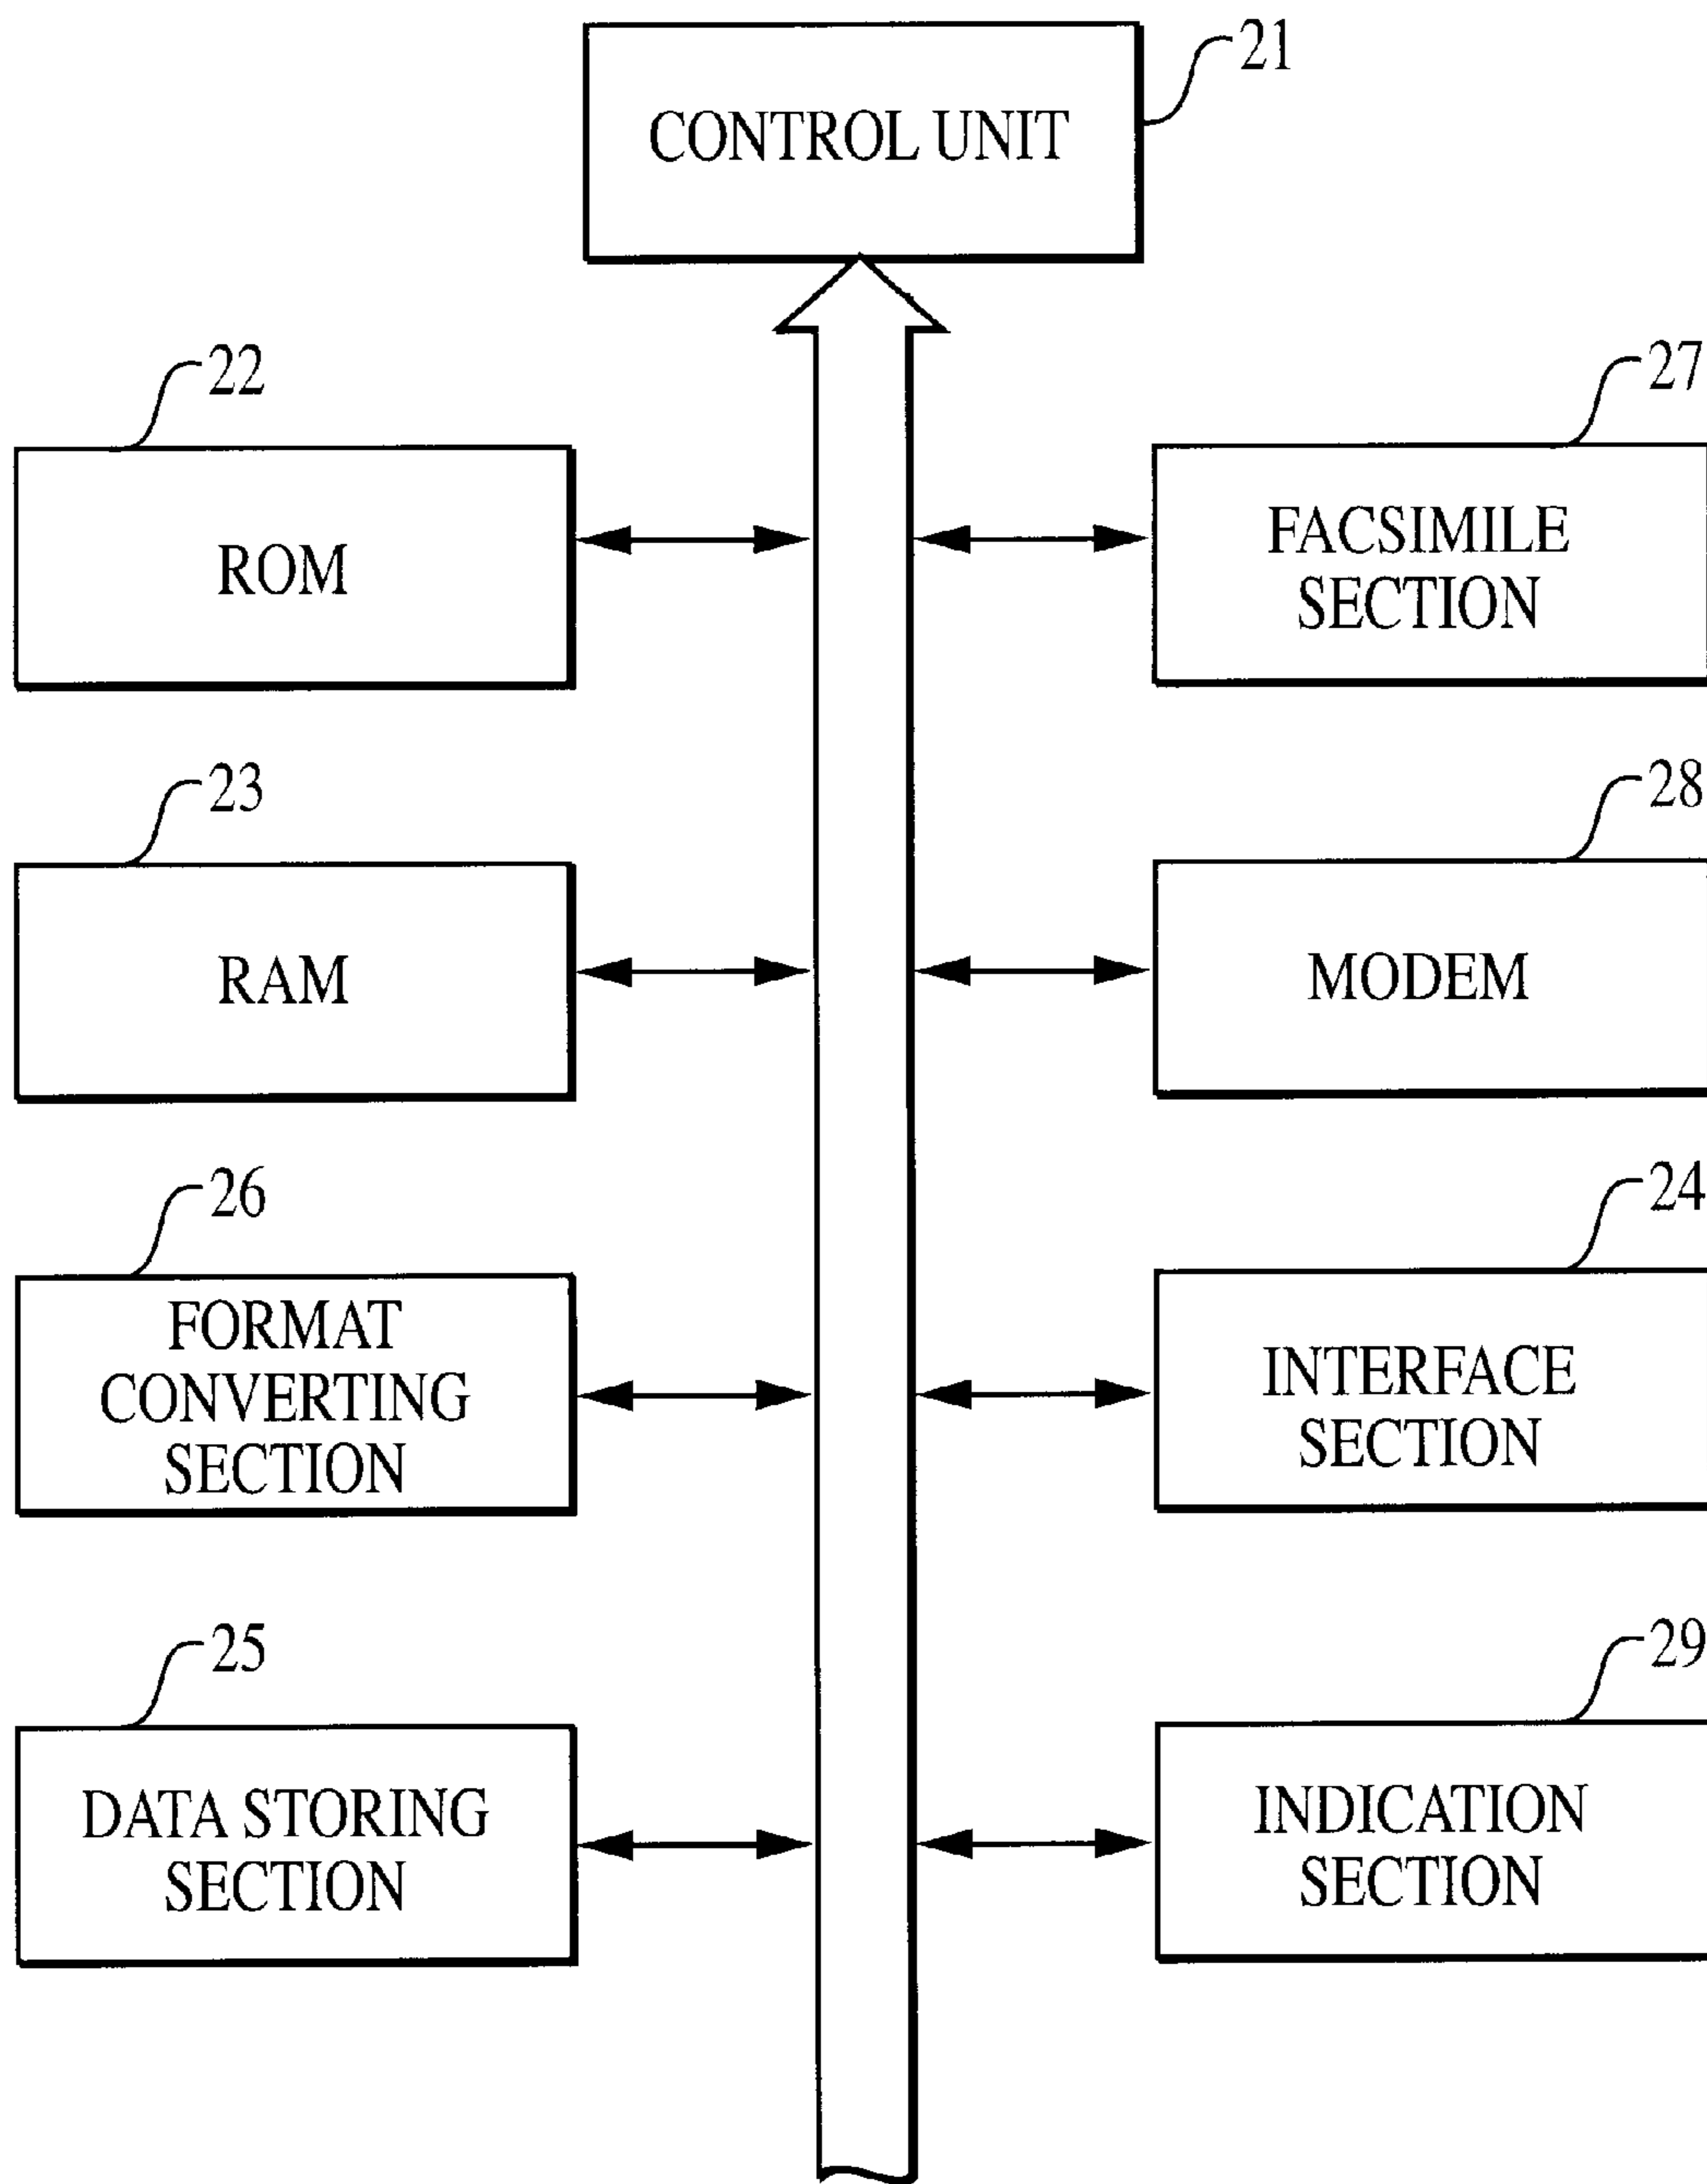 21
CONTROL UNIT
22
ROM
27
FACSIMILE
SECTION
23
RAM
28
MODEM
26
FORMAT
CONVERTING
SECTION
24
INTERFACE
SECTION
25
DATA STORING
SECTION
29
INDICATION
SECTION